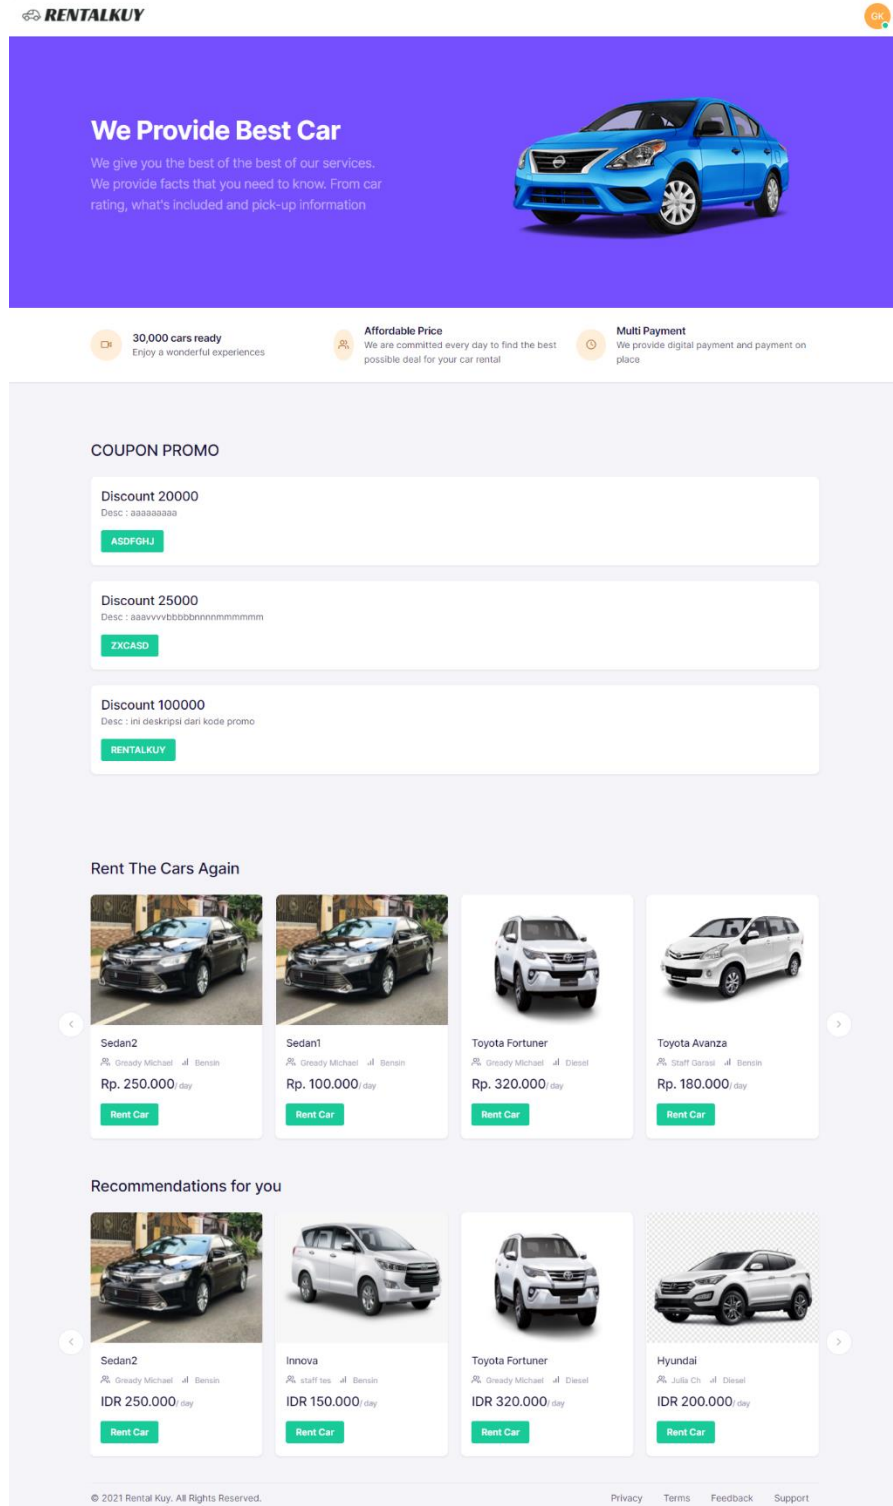 RENTALKUY
GK
We Provide Best Car
We give you the best of the best of our services.
We provide facts that you need to know. From car
rating, what's included and pick-up information
30,000 cars ready
Enjoy a wonderful experiences
Affordable Price
We are committed every day to find the best
possible deal for your car rental
Multi Payment
We provide digital payment and payment on
place
COUPON PROMO
Discount 20000
Desc : aaaaaaaaa
ASDFGHJ
Discount 25000
Desc : aaavvvvbbbbbnnnnmmmmmm
ZXCASD
Discount 100000
Desc : ini deskripsi dari kode promo
RENTALKUY
Rent The Cars Again
Sedan2
Gready Michael Bensin
Rp. 250.000/ day
Rent Car
Sedan1
Gready Michael Bensin
Rp. 100.000/ day
Rent Car
Toyota Fortuner
Gready Michael Diesel
Rp. 320.000/ day
Rent Car
Toyota Avanza
Staff Garasi Bensin
Rp. 180.000/ day
Rent Car
Recommendations for you
Sedan2
Gready Michael Bensin
IDR 250.000/ day
Rent Car
Innova
staff tes Bensin
IDR 150.000/ day
Rent Car
Toyota Fortuner
Gready Michael Diesel
IDR 320.000/ day
Rent Car
Hyundai
Julia Ch Diesel
IDR 200.000/ day
Rent Car
© 2021 Rental Kuy. All Rights Reserved.
Privacy Terms Feedback Support